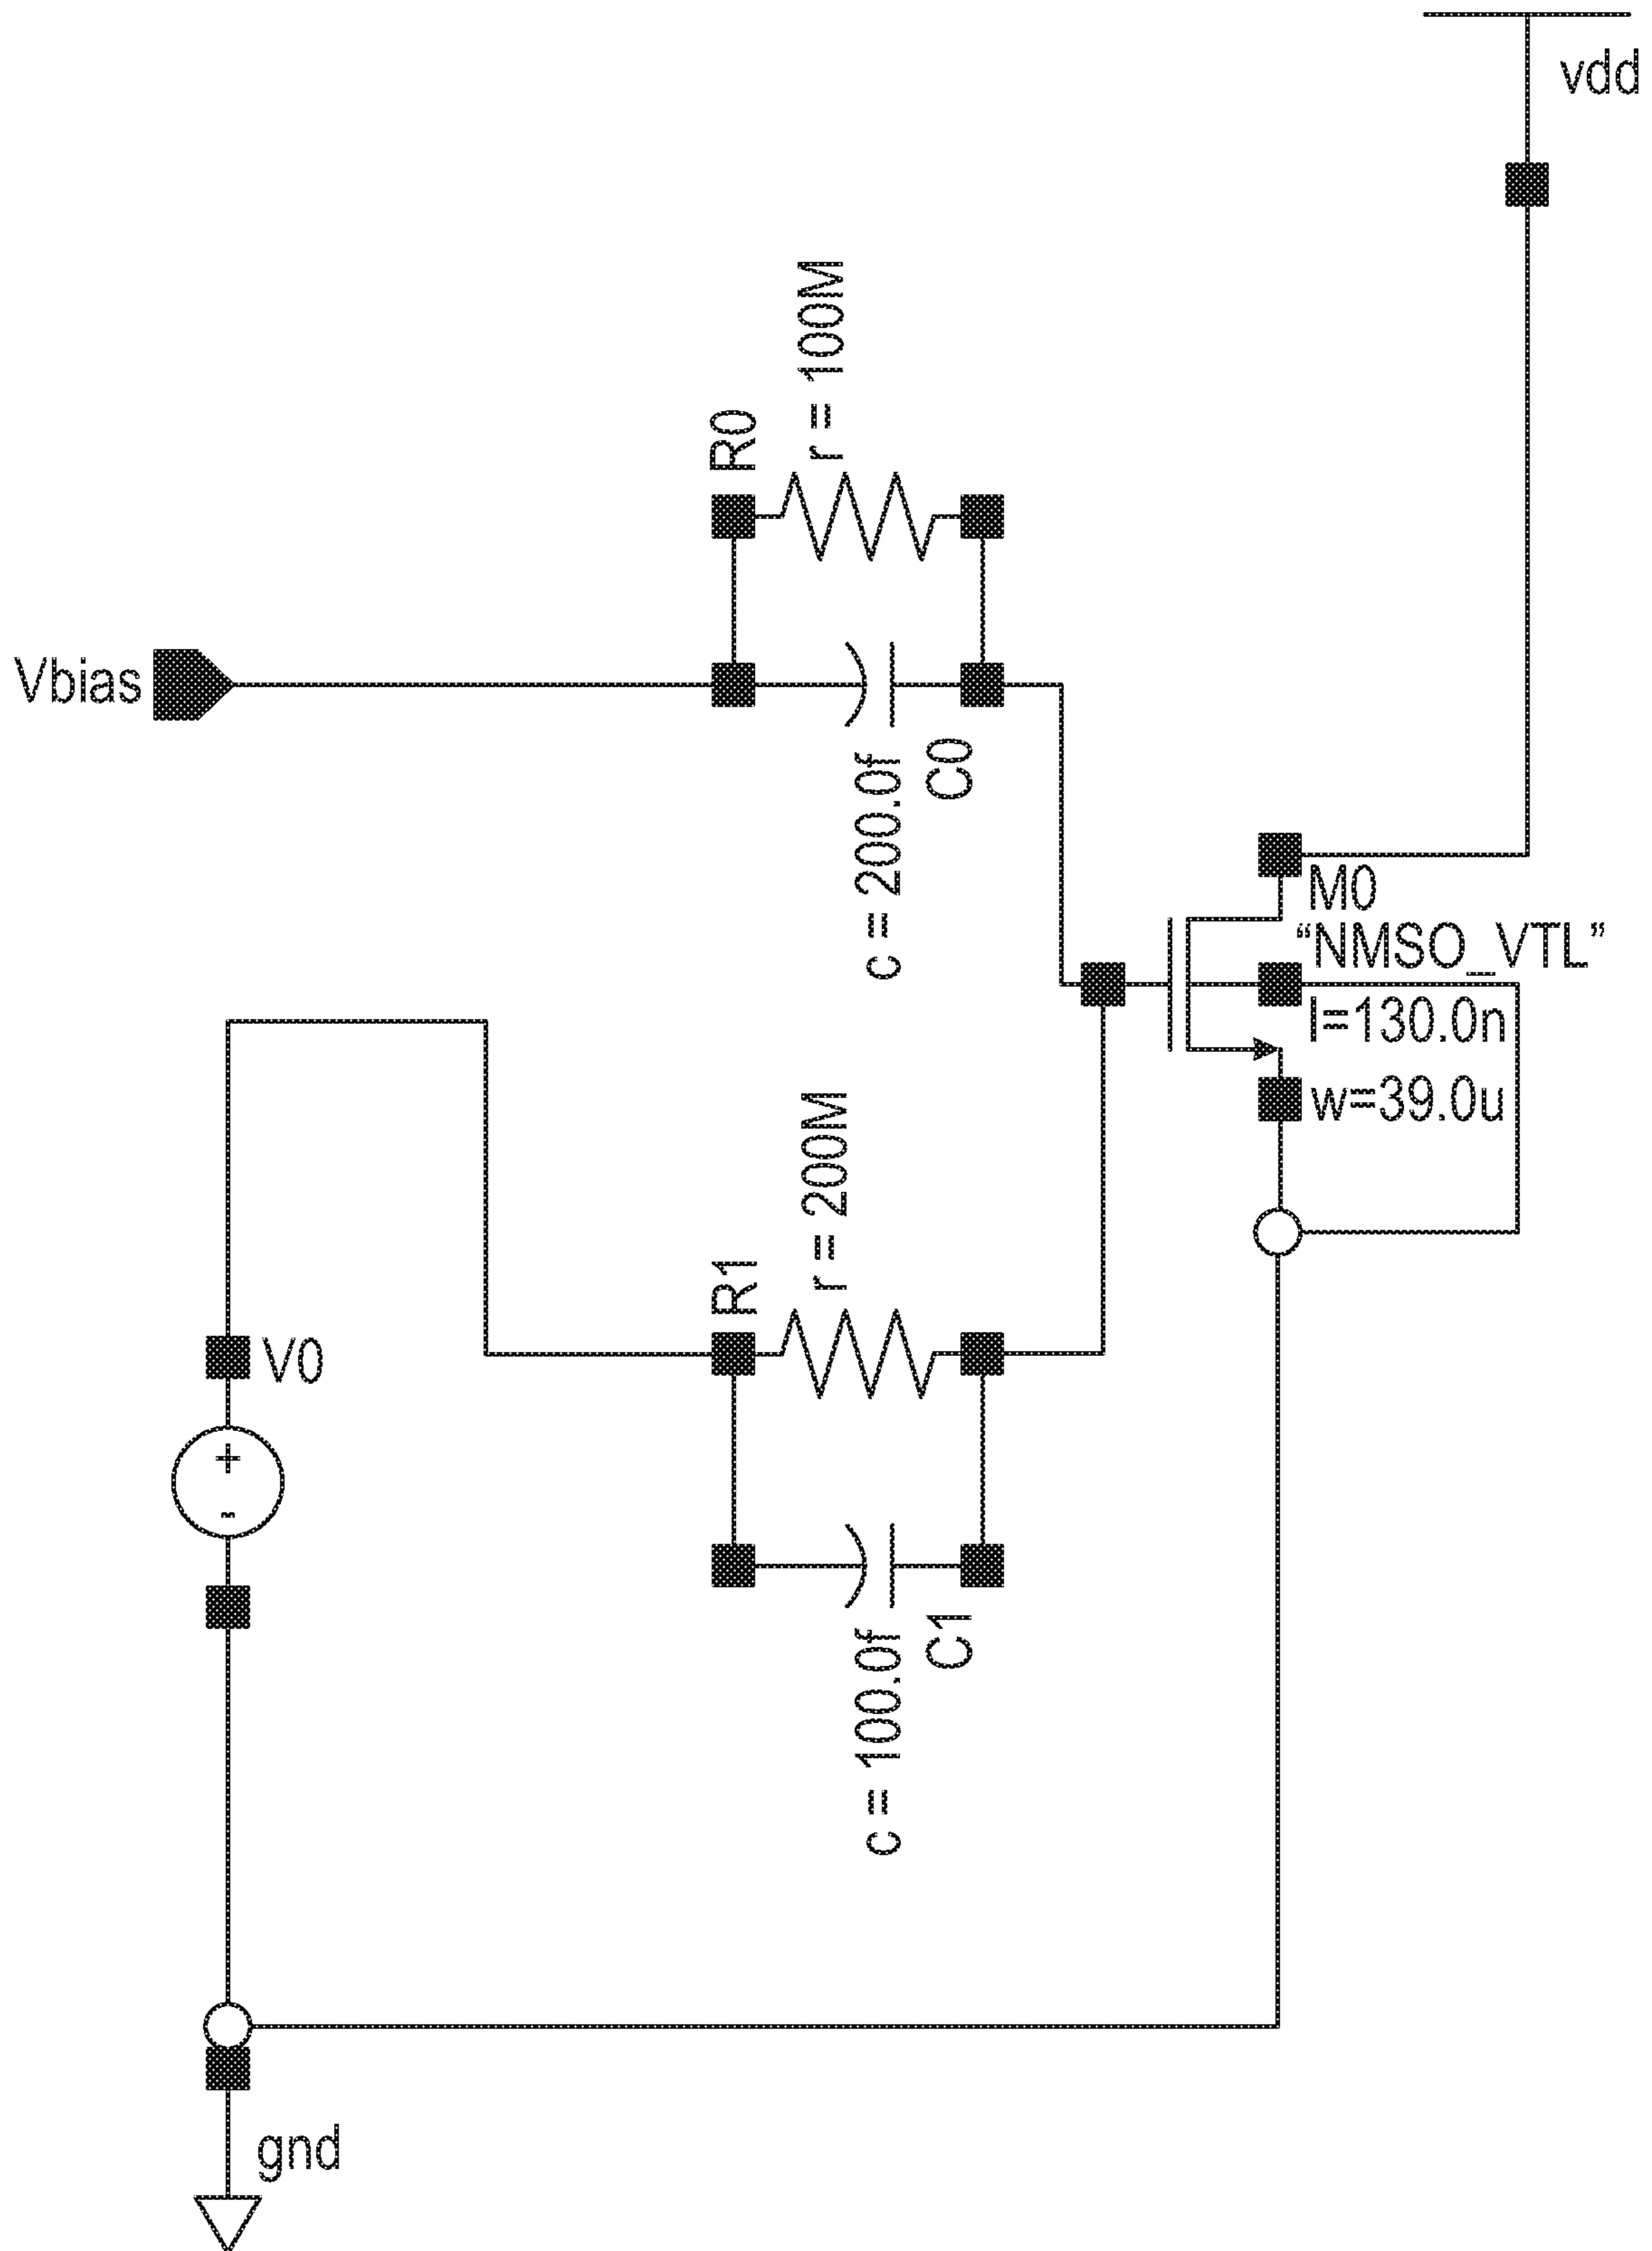 vdd
r = 100M
R0
Vbias
C0
c = 200.0f
M0
“NMSO_VTL”
l=130.0n
w=39.0u
r = 200M
R1
V0
+
-
C1
c = 100.0f
gnd